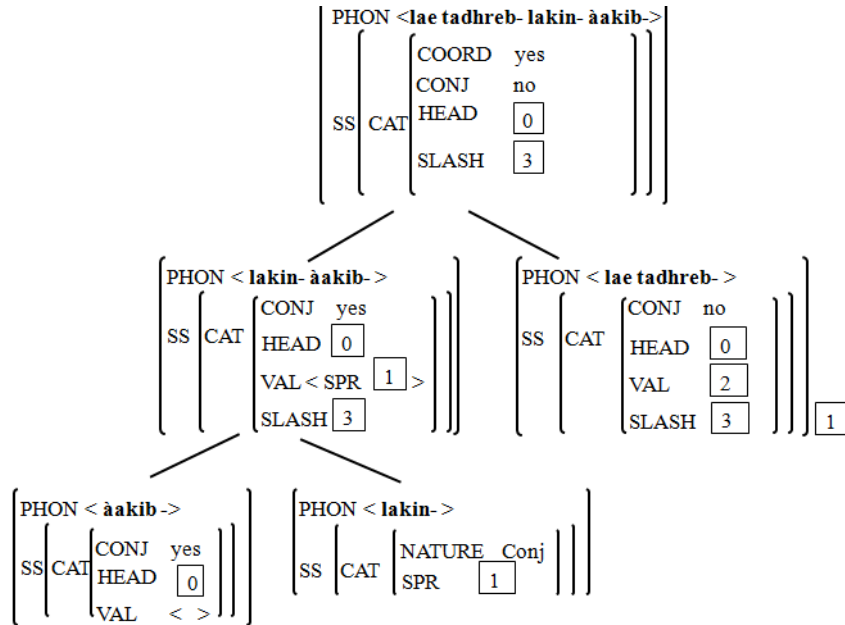 PHON <lae tadhreb- lakin- àakib->
COORD yes
CONJ no
HEAD 0
SS CAT
SLASH 3
PHON < lakin- àakib- >
CONJ yes
SS CAT HEAD 0
VAL < SPR 1 >
SLASH 3
PHON < lae tadhreb- >
CONJ no
SS CAT HEAD 0
VAL 2
SLASH 3 1
PHON < àakib ->
CONJ yes
SS CAT HEAD 0
VAL < >
PHON < lakin- >
NATURE Conj
SS CAT SPR 1